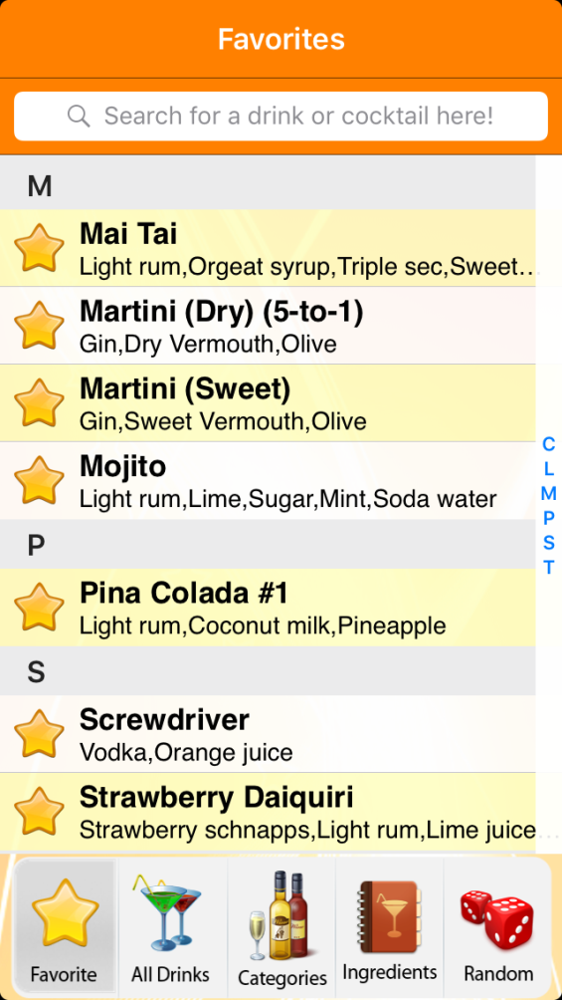 Favorites
Search for a drink or cocktail here!
M
Mai Tai
Light rum,Orgeat syrup,Triple sec,Sweet...
Martini (Dry) (5-to-1)
Gin,Dry Vermouth,Olive
Martini (Sweet)
Gin,Sweet Vermouth,Olive
Mojito
Light rum,Lime,Sugar,Mint,Soda water
P
Pina Colada #1
Light rum,Coconut milk,Pineapple
S
Screwdriver
Vodka,Orange juice
Strawberry Daiquiri
Strawberry schnapps,Light rum,Lime juice...
C
L
M
P
S
T
Favorite
All Drinks
Categories
Ingredients
Random